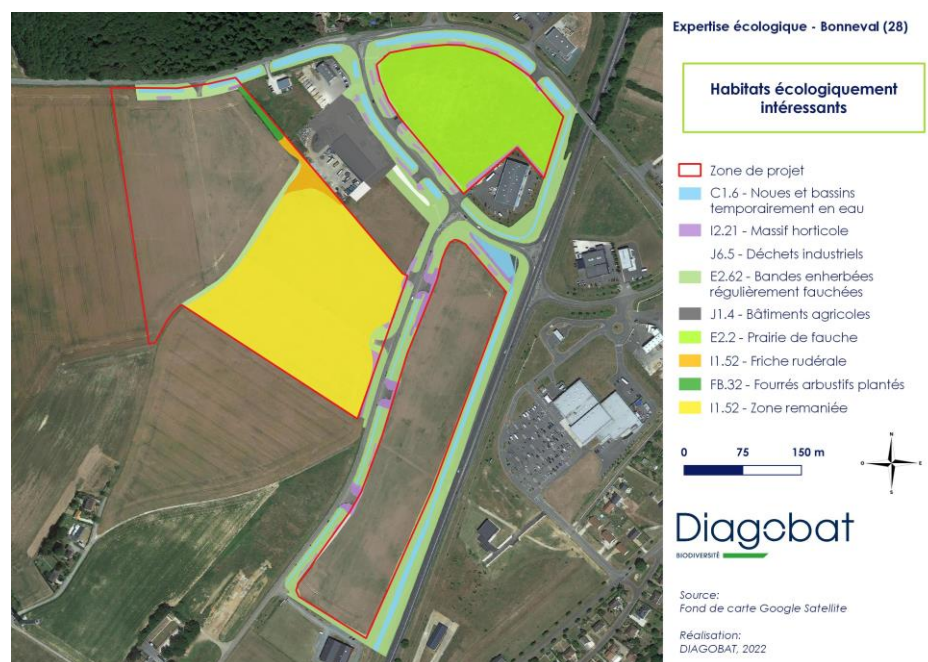 Expertise écologique - Bonneval (28)
Habitats écologiquement
intéressants
Zone de projet
C1.6 - Noues et bassins
temporairement en eau
I2.21 - Massif horticole
J6.5 - Déchets industriels
E2.62 - Bandes enherbées
régulièrement fauchées
J1.4 - Bâtiments agricoles
E2.2 - Prairie de fauche
I1.52 - Friche rudérale
FB.32 - Fourrés arbustifs plantés
I1.52 - Zone remaniée
0 75 150 m
N
O E
S
Diagobat
BIODIVERSITÉ
Source:
Fond de carte Google Satellite
Réalisation:
DIAGOBAT, 2022